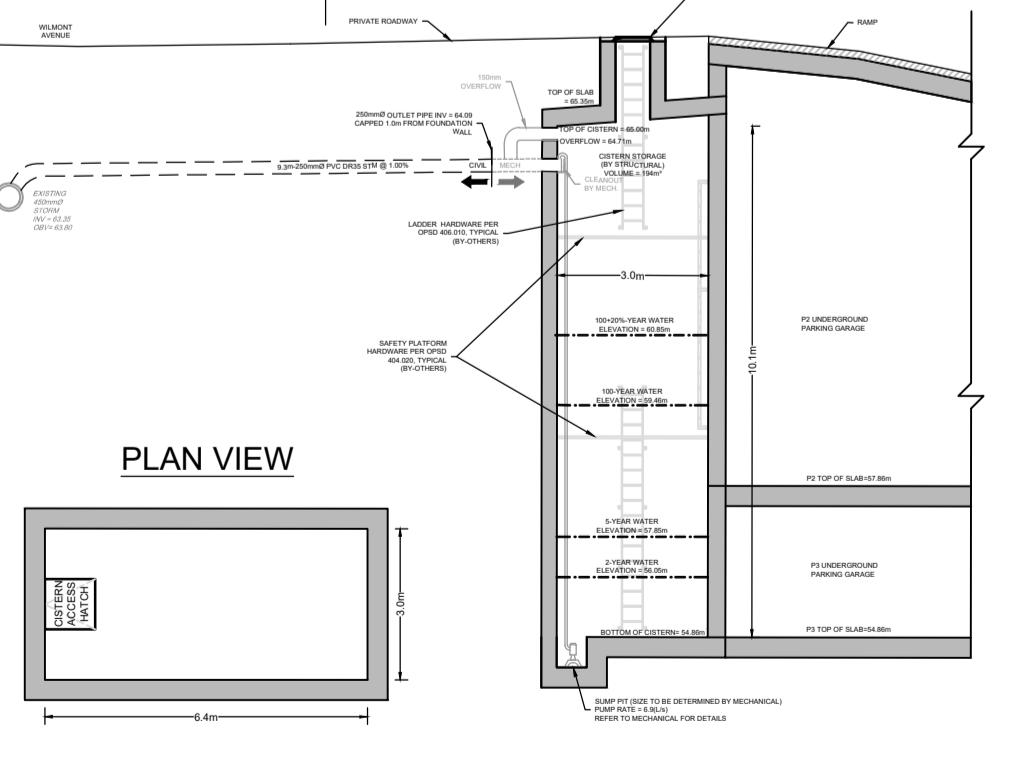 WILMONT
AVENUE
PRIVATE ROADWAY
RAMP
150mm
OVERFLOW
TOP OF SLAB
= 65.35m
250mmØ OUTLET PIPE INV = 64.09
CAPPED 1.0m FROM FOUNDATION
WALL
TOP OF CISTERN = 65.00m
OVERFLOW = 64.71m
CISTERN STORAGE
(BY STRUCTURAL)
VOLUME = 194m³
9.3m-250mmØ PVC DR35 STM @ 1.00%
CIVIL
MECH
CLEANOUT
BY MECH.
EXISTING
450mmØ
STORM
INV = 63.35
OBV= 63.80
LADDER HARDWARE PER
OPSD 406.010, TYPICAL
(BY-OTHERS)
3.0m
100+20%-YEAR WATER
ELEVATION = 60.85m
P2 UNDERGROUND
PARKING GARAGE
SAFETY PLATFORM
HARDWARE PER OPSD
404.020, TYPICAL
(BY-OTHERS)
10.1m
100-YEAR WATER
ELEVATION = 59.46m
PLAN VIEW
P2 TOP OF SLAB=57.86m
5-YEAR WATER
ELEVATION = 57.85m
2-YEAR WATER
ELEVATION = 56.05m
P3 UNDERGROUND
PARKING GARAGE
CISTERN
ACCESS
HATCH
3.0m
BOTTOM OF CISTERN= 54.86m
P3 TOP OF SLAB=54.86m
6.4m
SUMP PIT (SIZE TO BE DETERMINED BY MECHANICAL)
PUMP RATE = 6.9(L/s)
REFER TO MECHANICAL FOR DETAILS